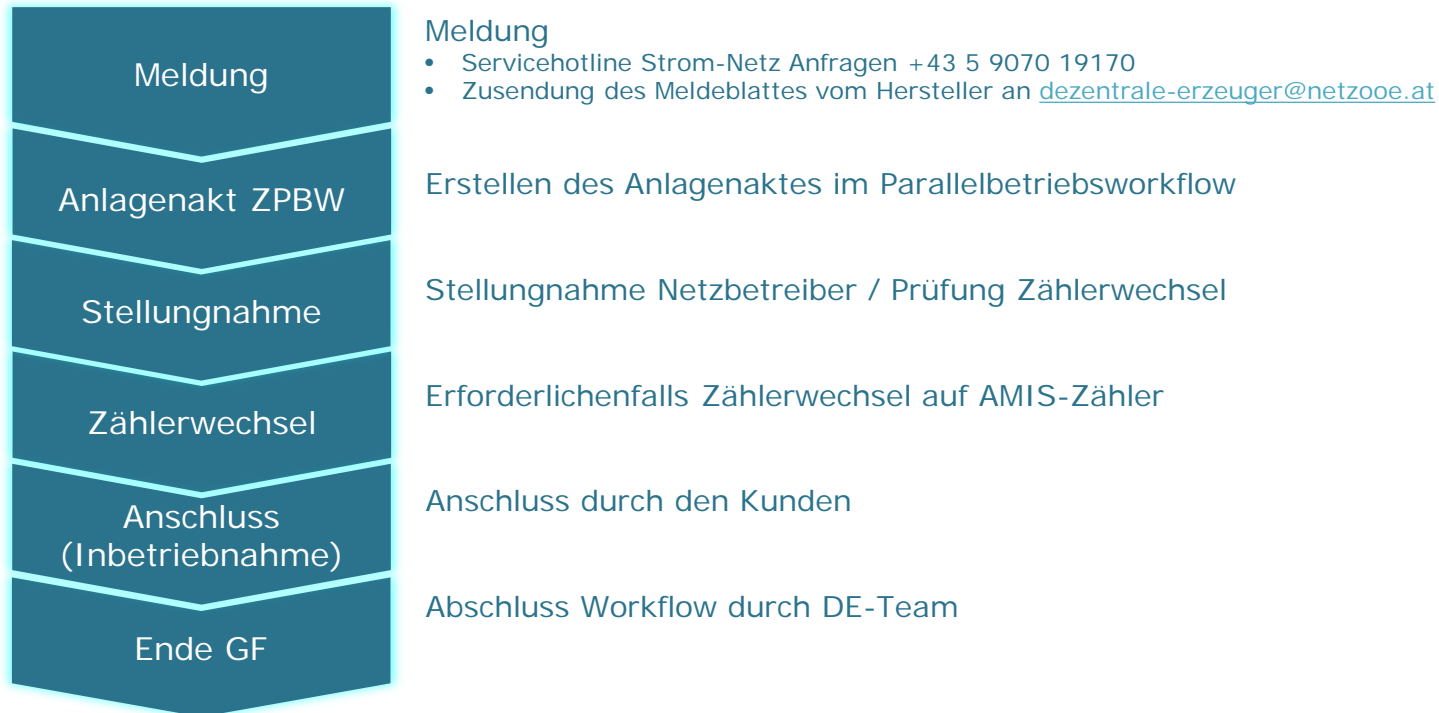 Meldung
Meldung
• Servicehotline Strom-Netz Anfragen +43 5 9070 19170
• Zusendung des Meldeblattes vom Hersteller an dezentrale-erzeuger@netzooe.at
Anlagenakt ZPBW
Erstellen des Anlagenaktes im Parallelbetriebsworkflow
Stellungnahme
Stellungnahme Netzbetreiber / Prüfung Zählerwechsel
Zählerwechsel
Erforderlichenfalls Zählerwechsel auf AMIS-Zähler
Anschluss
(Inbetriebnahme)
Anschluss durch den Kunden
Ende GF
Abschluss Workflow durch DE-Team